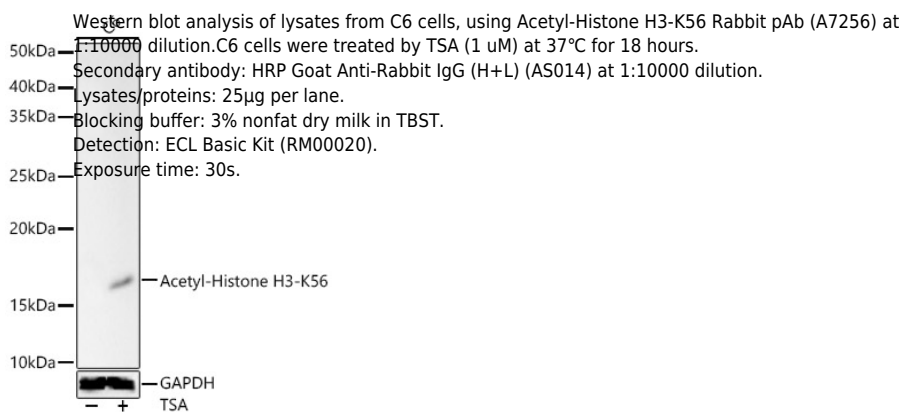 Western blot analysis of lysates from C6 cells, using Acetyl-Histone H3-K56 Rabbit pAb (A7256) at
1:10000 dilution.C6 cells were treated by TSA (1 uM) at 37℃ for 18 hours.
Secondary antibody: HRP Goat Anti-Rabbit IgG (H+L) (AS014) at 1:10000 dilution.
Lysates/proteins: 25μg per lane.
Blocking buffer: 3% nonfat dry milk in TBST.
Detection: ECL Basic Kit (RM00020).
Exposure time: 30s.
C6
50kDa
40kDa
35kDa
25kDa
20kDa
Acetyl-Histone H3-K56
15kDa
10kDa
GAPDH
− + TSA